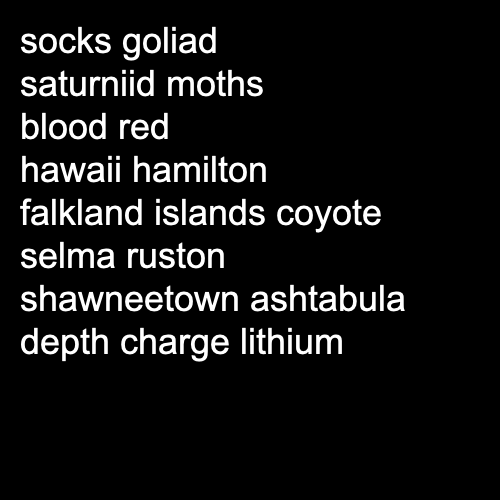 socks goliad
saturniid moths
blood red
hawaii hamilton
falkland islands coyote
selma ruston
shawneetown ashtabula
depth charge lithium